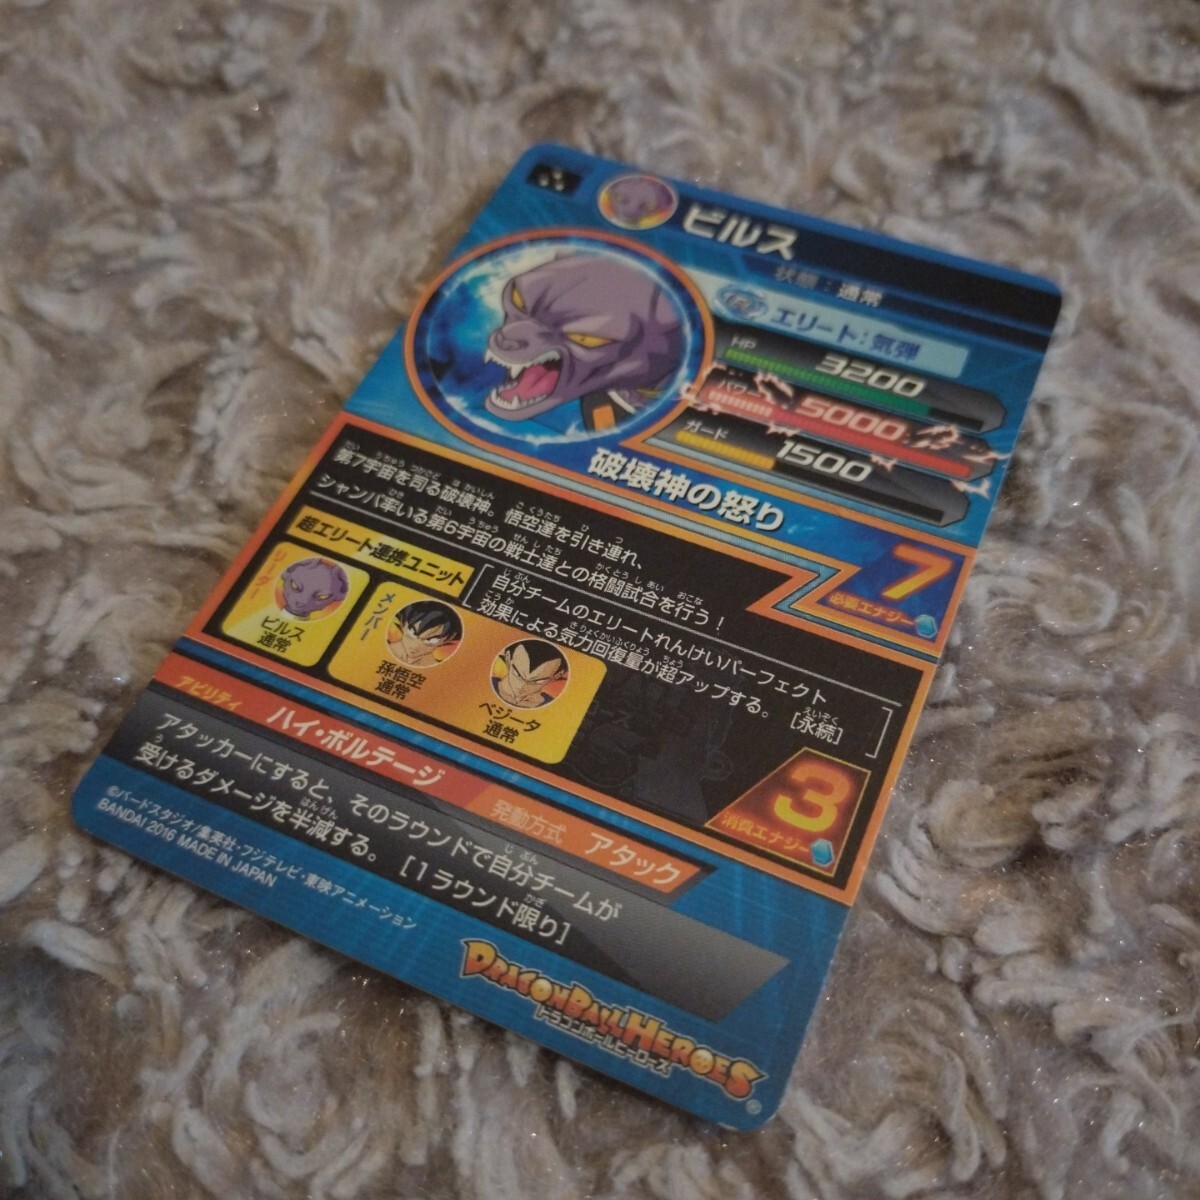 ビルス
状態：通常
エリート：気弾
HP 3200
パワー 5000
ガード 1500
破壊神の怒り
7
必要エナジー
第7宇宙を司る破壊神。悟空達を引き連れ、
シャンパ率いる第6宇宙の戦士達との格闘試合を行う！
超エリート連携ユニット
リーダー
ビルス
通常
メンバー
孫悟空
通常
ベジータ
通常
自分チームのエリートれんけいパーフェクト
効果による気力回復量が超アップする。［永続］
3
消費エナジー
アビリティ ハイ・ボルテージ 発動方式 アタック
アタッカーにすると、そのラウンドで自分チームが
受けるダメージを半減する。［1ラウンド限り］
©バードスタジオ/集英社・フジテレビ・東映アニメーション
BANDAI 2016 MADE IN JAPAN
DRAGON BALL HEROES
ドラゴンボールヒーローズ